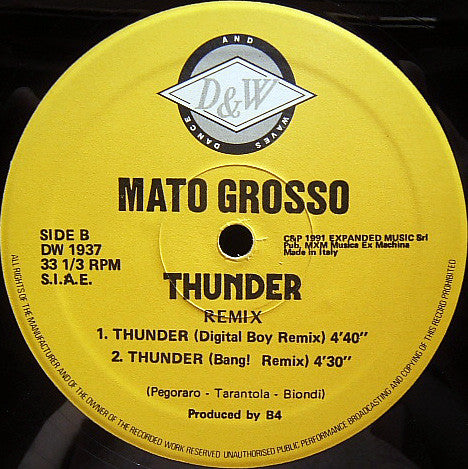 DANCE AND WAVES
D&W
MATO GROSSO
SIDE B
DW 1937
33 1/3 RPM
S.I.A.E.
C&P 1991 EXPANDED MUSIC Srl
Pub, MXM Musica Ex Machina
Made in Italy
THUNDER
REMIX
1. THUNDER (Digital Boy Remix) 4'40"
2. THUNDER (Bang! Remix) 4'30"
(Pegoraro - Tarantola - Biondi)
Produced by B4
ALL RIGHTS OF THE MANUFACTURER AND OF THE OWNER OF THE RECORDED WORK RESERVED UNAUTHORISED PUBLIC PERFORMANCE BROADCASTING AND COPYING OF THIS RECORD PROHIBITED